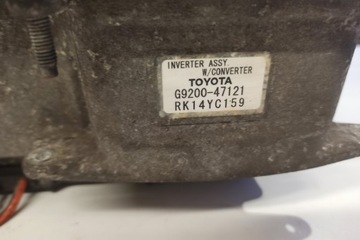 INVERTER ASSY.
W/CONVERTER
TOYOTA
G9200-47121
RK14YC159